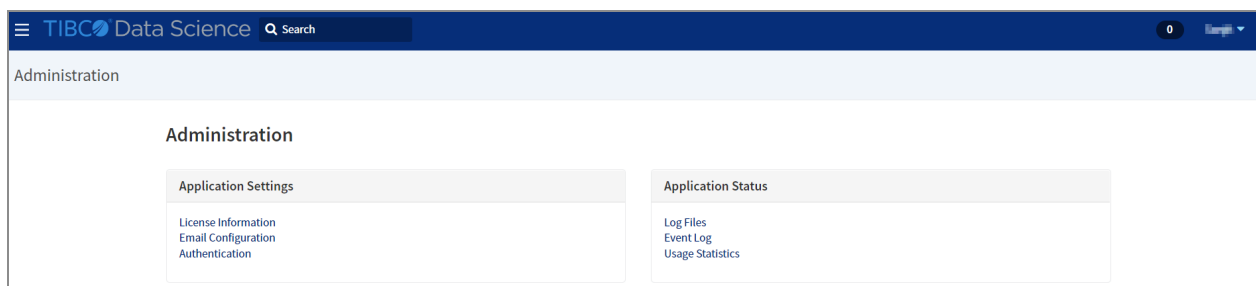 TIBCO® Data Science
Search
0
Administration
Administration
Application Settings
License Information
Email Configuration
Authentication
Application Status
Log Files
Event Log
Usage Statistics